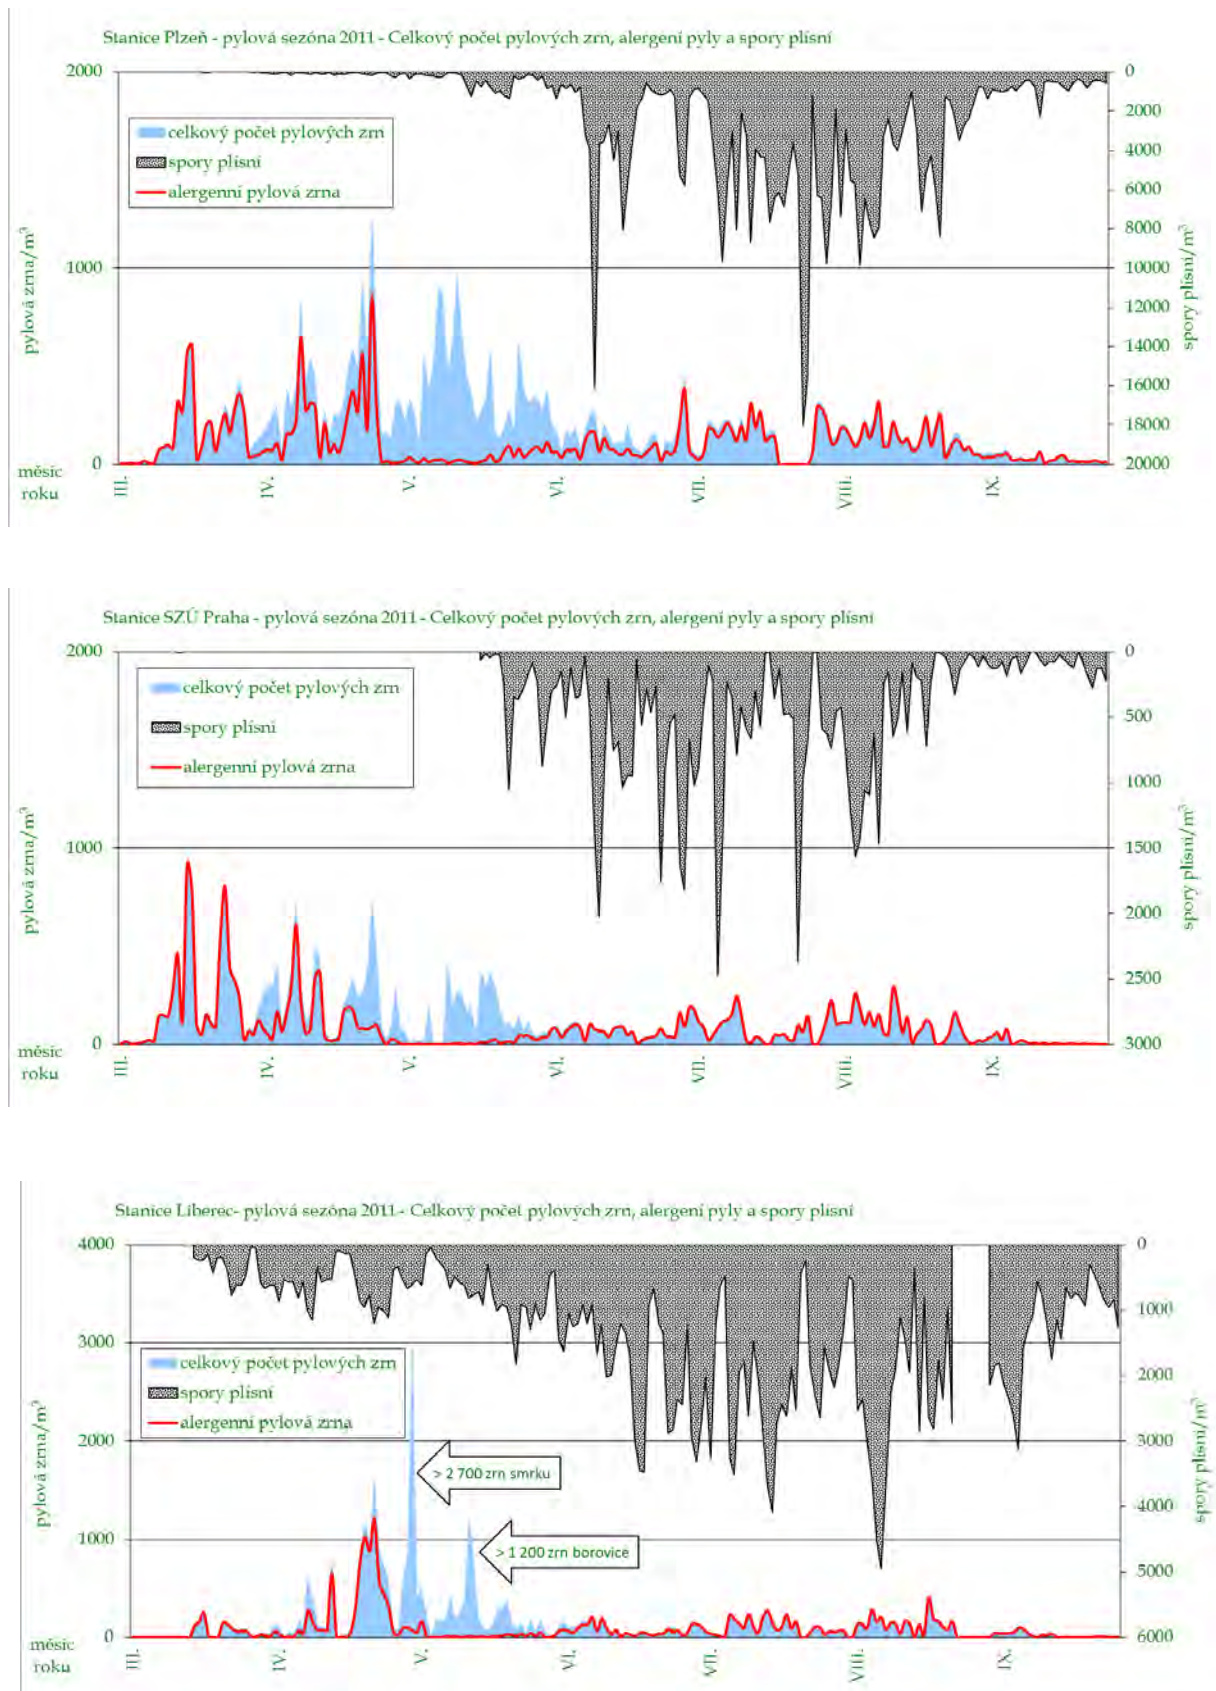 Stanice Plzeň - pylová sezóna 2011 - Celkový počet pylových zrn, alergení pyly a spory plísní
2000
1000
0
pylová zrna/m³
celkový počet pylových zrn
spory plísní
alergenní pylová zrna
0
2000
4000
6000
8000
10000
12000
14000
16000
18000
20000
spory plísní/m³
měsíc
roku
III.
IV.
V.
VI.
VII.
VIII.
IX.
Stanice SZÚ Praha - pylová sezóna 2011 - Celkový počet pylových zrn, alergení pyly a spory plísní
2000
1000
0
pylová zrna/m³
celkový počet pylových zrn
spory plísní
alergenní pylová zrna
0
500
1000
1500
2000
2500
3000
spory plísní/m³
měsíc
roku
III.
IV.
V.
VI.
VII.
VIII.
IX.
Stanice Liberec- pylová sezóna 2011 - Celkový počet pylových zrn, alergení pyly a spory plísní
4000
3000
2000
1000
0
pylová zrna/m³
celkový počet pylových zrn
spory plísní
alergenní pylová zrna
> 2 700 zrn smrku
> 1 200 zrn borovice
0
1000
2000
3000
4000
5000
6000
spory plísní/m³
měsíc
roku
III.
IV.
V.
VI.
VII.
VIII.
IX.